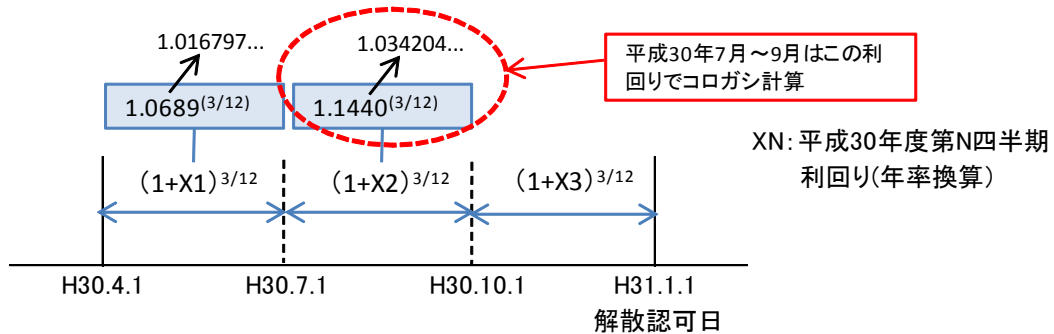 1.016797...
1.034204...
平成30年7月～9月はこの利
回りでコロガシ計算
1.0689(3/12)
1.1440(3/12)
XN：平成30年度第N四半期
利回り(年率換算)
(1+X1)3/12
(1+X2)3/12
(1+X3)3/12
H30.4.1
H30.7.1
H30.10.1
H31.1.1
解散認可日